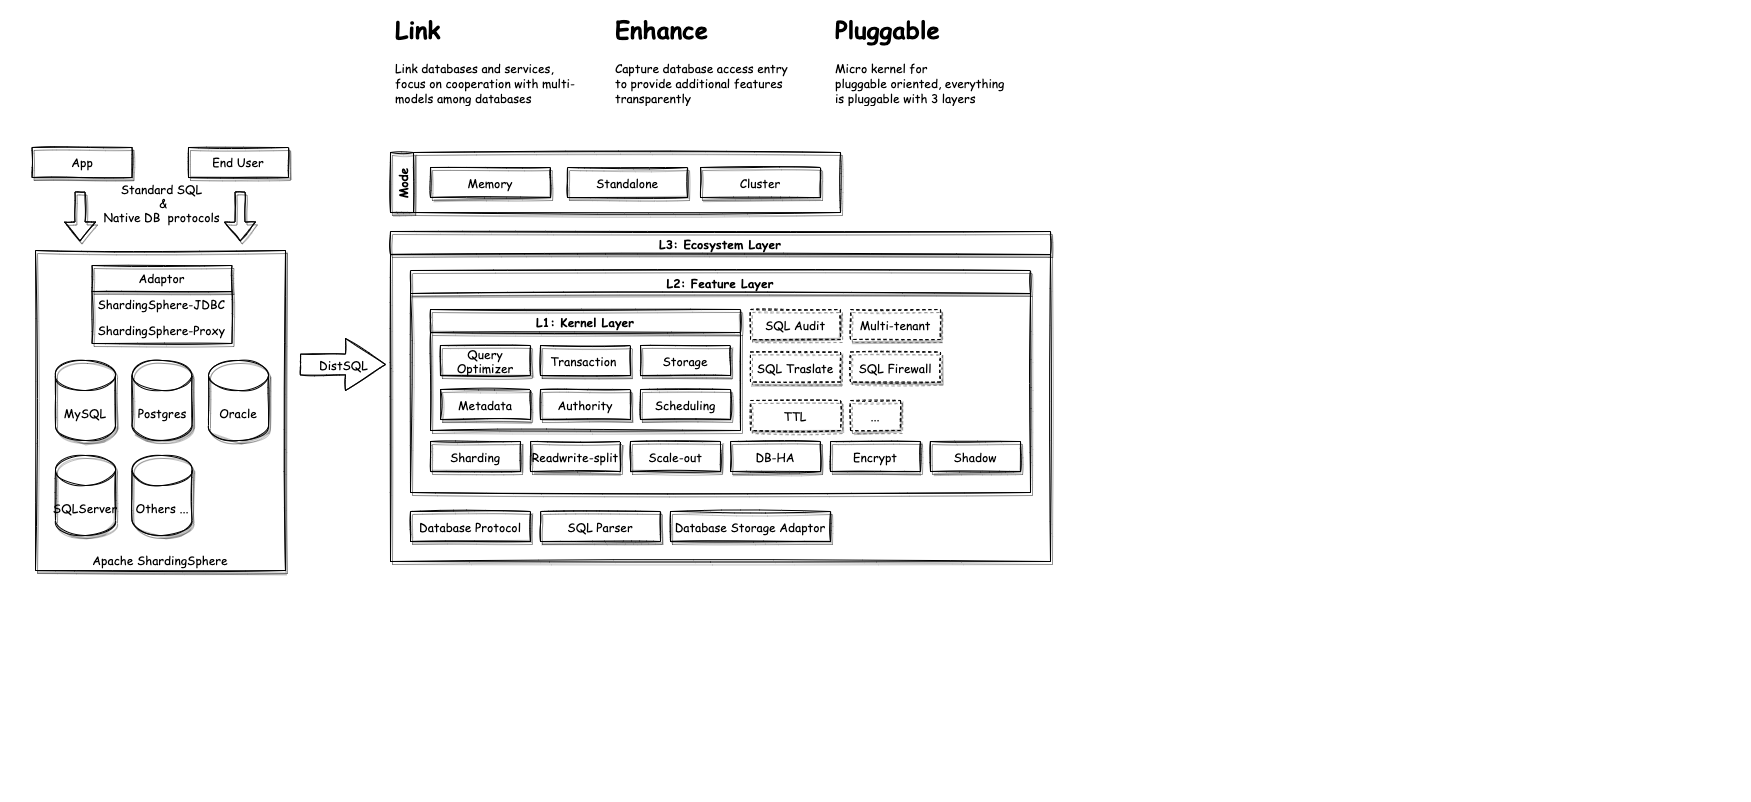 Link
Enhance
Pluggable
Link databases and services,
focus on cooperation with multi-
models among databases
Capture database access entry
to provide additional features
transparently
Micro kernel for
pluggable oriented, everything
is pluggable with 3 layers
App
End User
Standard SQL
&
Native DB  protocols
Adaptor
ShardingSphere-JDBC
ShardingSphere-Proxy
MySQL
Postgres
Oracle
SQLServer
Others ...
Apache ShardingSphere
DistSQL
Mode
Memory
Standalone
Cluster
L3: Ecosystem Layer
L2: Feature Layer
L1: Kernel Layer
Query
Optimizer
Transaction
Storage
Metadata
Authority
Scheduling
SQL Audit
Multi-tenant
SQL Traslate
SQL Firewall
TTL
...
Sharding
Readwrite-split
Scale-out
DB-HA
Encrypt
Shadow
Database Protocol
SQL Parser
Database Storage Adaptor